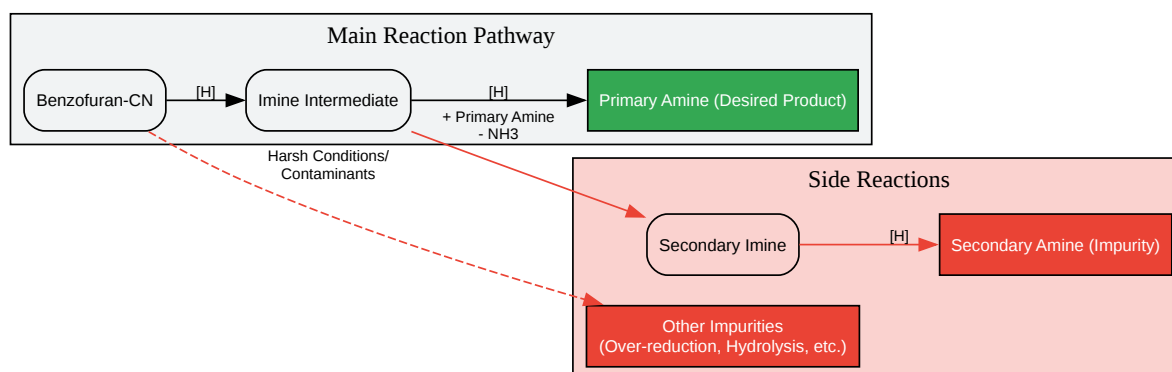 Main Reaction Pathway
Benzofuran-CN
[H]
Imine Intermediate
[H]
+ Primary Amine
- NH3
Primary Amine (Desired Product)
Harsh Conditions/
Contaminants
Side Reactions
Secondary Imine
[H]
Secondary Amine (Impurity)
Other Impurities
(Over-reduction, Hydrolysis, etc.)